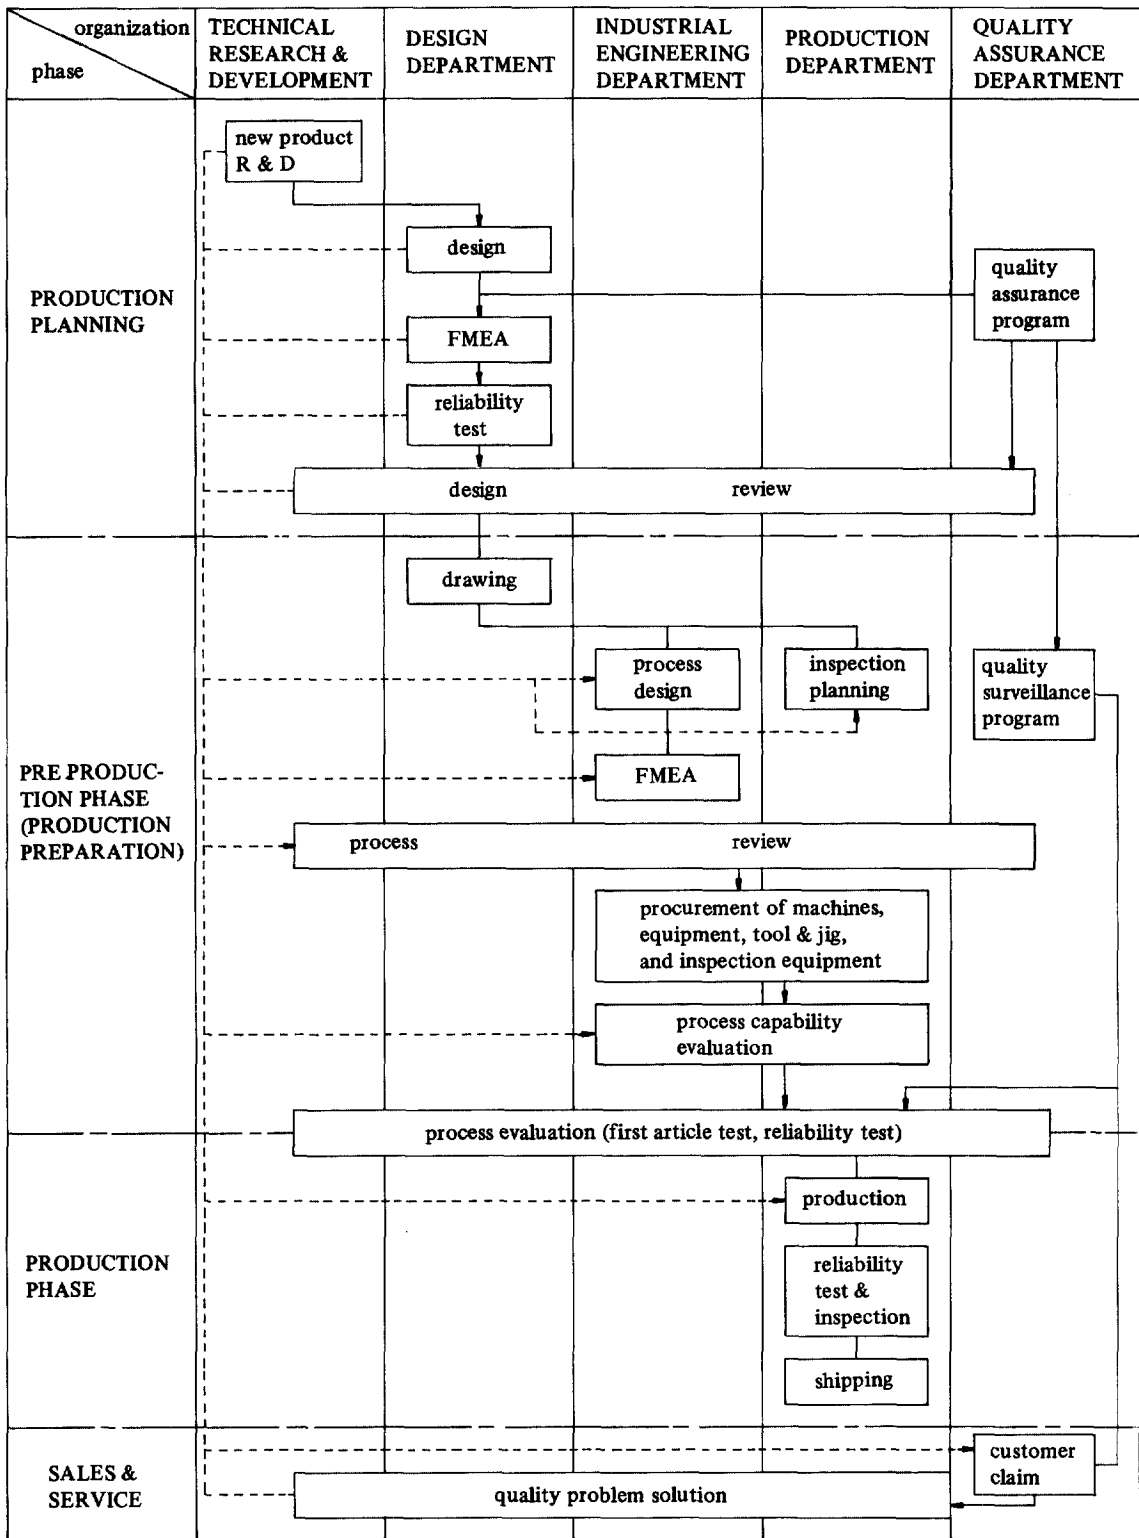 organization
phase
TECHNICAL
RESEARCH &
DEVELOPMENT
DESIGN
DEPARTMENT
INDUSTRIAL
ENGINEERING
DEPARTMENT
PRODUCTION
DEPARTMENT
QUALITY
ASSURANCE
DEPARTMENT
PRODUCTION
PLANNING
new product
R & D
design
quality
assurance
program
FMEA
reliability
test
design review
PRE PRODUC-
TION PHASE
(PRODUCTION
PREPARATION)
drawing
process
design
inspection
planning
quality
surveillance
program
FMEA
process review
procurement of machines,
equipment, tool & jig,
and inspection equipment
process capability
evaluation
process evaluation (first article test, reliability test)
PRODUCTION
PHASE
production
reliability
test &
inspection
shipping
SALES &
SERVICE
customer
claim
quality problem solution